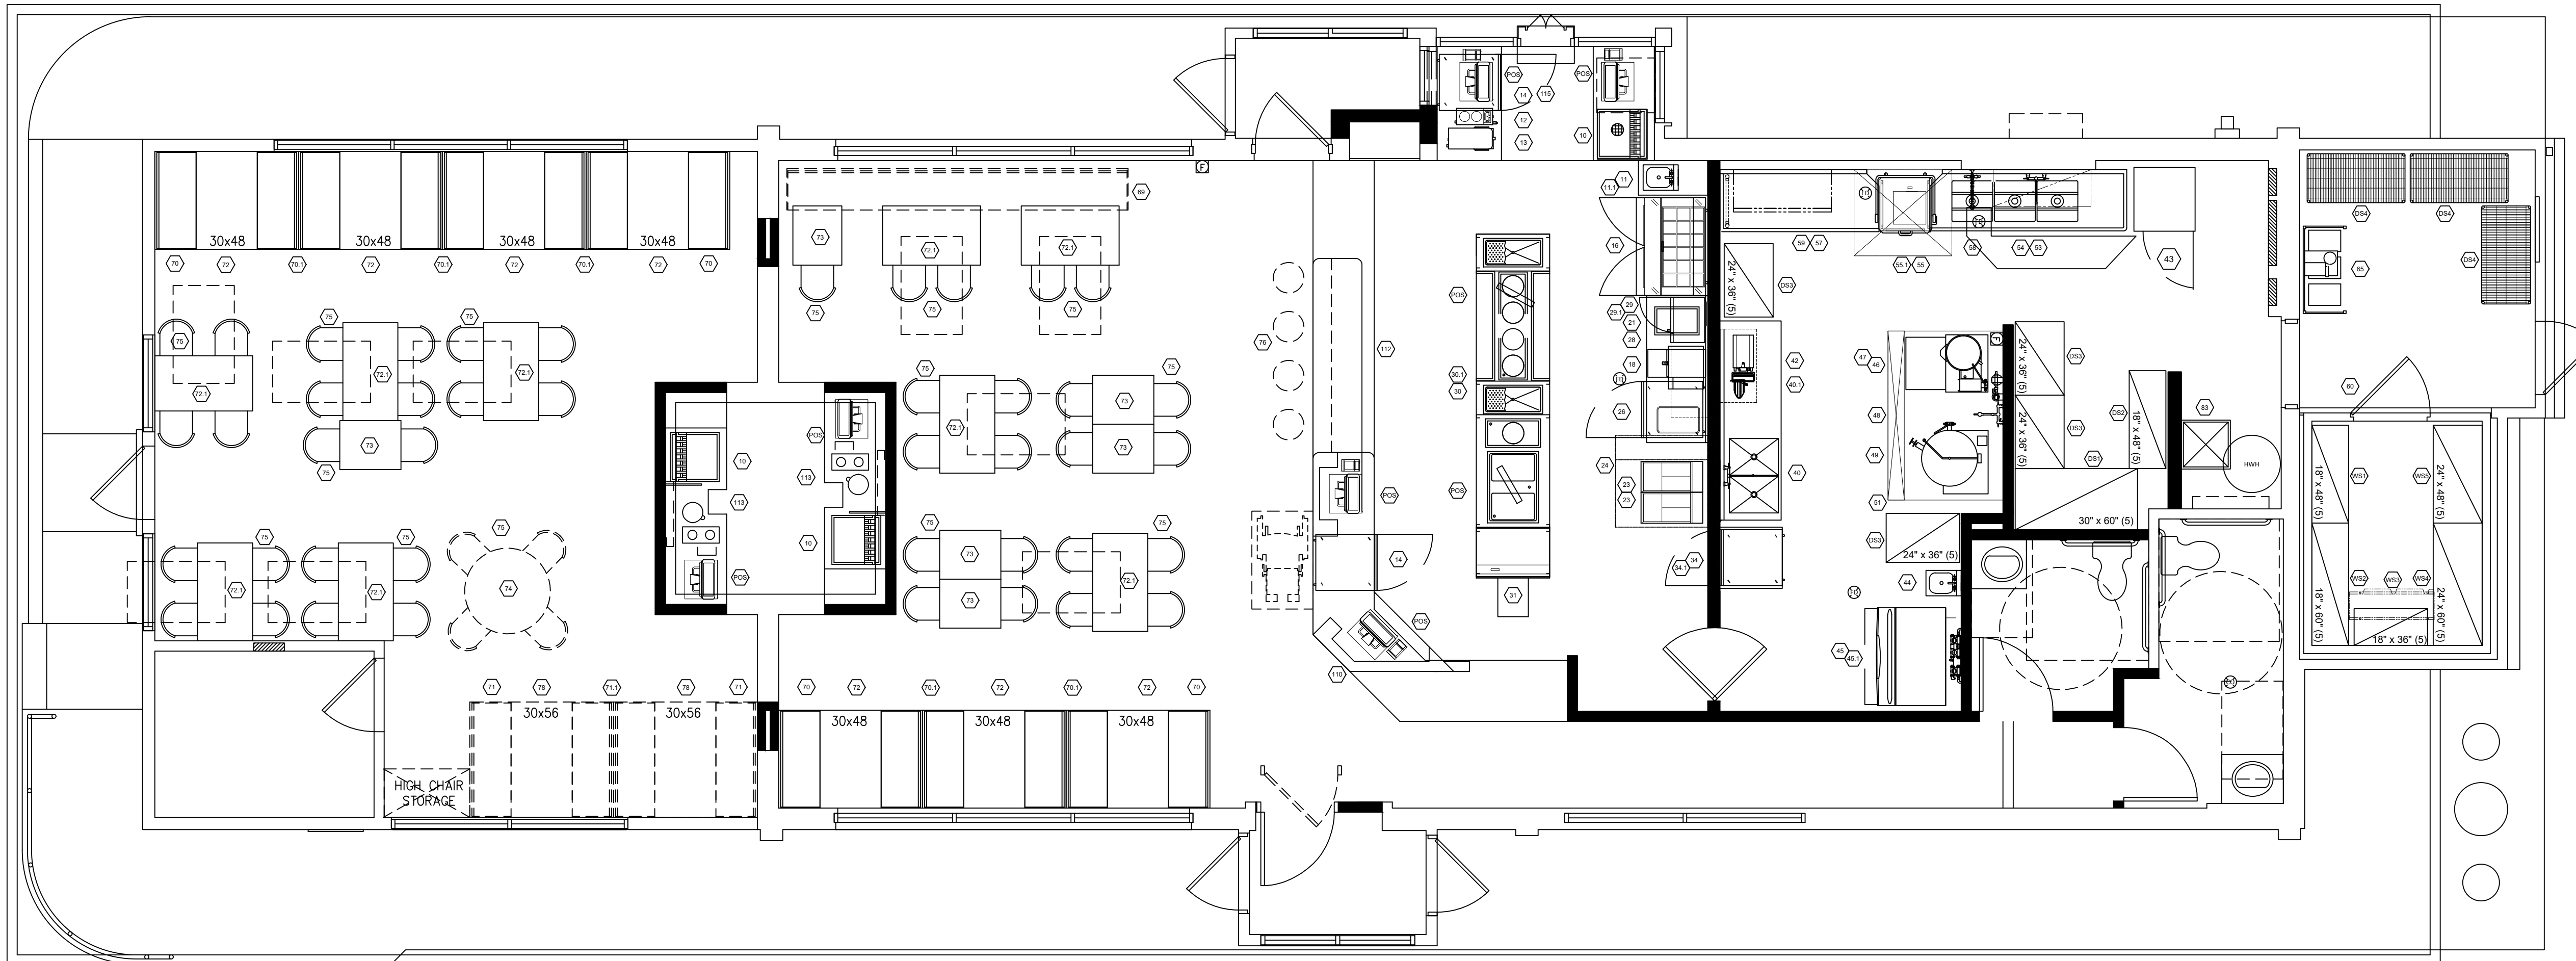 POS
POS
14
115
12
13
10
F
11
11.1
16
69
73
72.1
72.1
75
75
75
30x48
30x48
30x48
30x48
70
72
70.1
72
70.1
72
70.1
72
70
75
75
75
72.1
72.1
72.1
73
75
76
112
75
75
72.1
73
73
POS
30.1
30
POS
29
29.1
21
28
18
FD
26
24
23
23
59
57
FD
55.1
55
FD
58
54
53
43
24" x 36" (5)
DS3
42
40.1
40
47
46
F
48
49
51
24" x 36" (5)
DS3
24" x 36" (5)
DS3
DS2
18" x 48" (5)
DS1
30" x 60" (5)
83
HWH
DS4
DS4
DS4
65
60
WS1
18" x 48" (5)
WS5
24" x 48" (5)
WS2
WS3
WS4
18" x 60" (5)
24" x 60" (5)
18" x 36" (5)
POS
10
113
113
10
POS
POS
14
POS
110
31
34
34.1
DS3
24" x 36" (5)
44
FD
45
45.1
FD
75
75
75
72.1
72.1
74
75
75
73
73
72.1
71
78
71.1
78
71
30x56
30x56
HIGH CHAIR
STORAGE
70
72
70.1
72
70.1
72
70
30x48
30x48
30x48